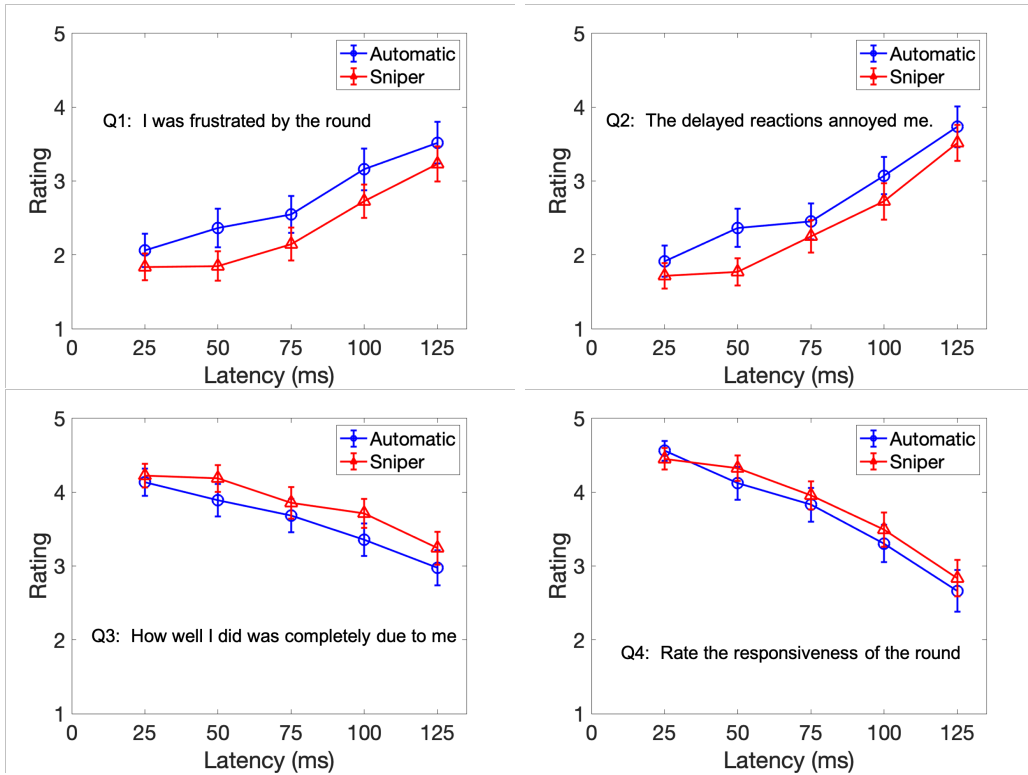 5
Automatic
Sniper
4
Q1: I was frustrated by the round
Rating
3
2
1
0 25 50 75 100 125
Latency (ms)
5
Automatic
Sniper
4
Q2: The delayed reactions annoyed me.
Rating
3
2
1
0 25 50 75 100 125
Latency (ms)
5
Automatic
Sniper
4
Rating
3
Q3: How well I did was completely due to me
2
1
0 25 50 75 100 125
Latency (ms)
5
Automatic
Sniper
4
Rating
3
2
Q4: Rate the responsiveness of the round
1
0 25 50 75 100 125
Latency (ms)